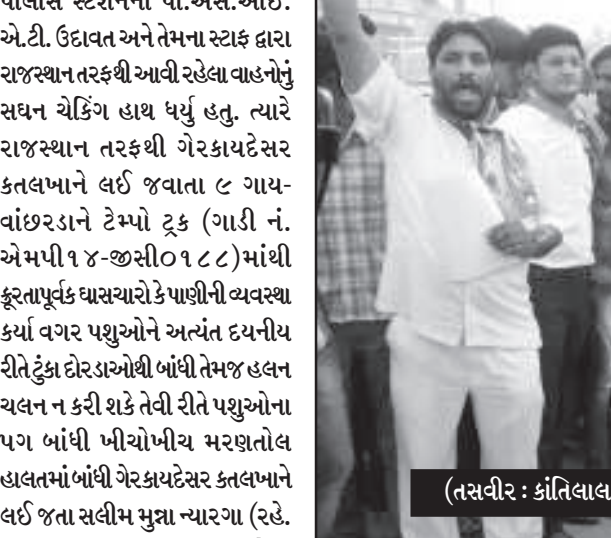 પોલીસ સ્ટેશનના પી.એસ.આઈ.
એ.ટી. ઉદાવત અને તેમના સ્ટાફ દ્વારા
રાજસ્થાન તરફથી આવી રહેલા વાહનોનું
સઘન ચેકિંગ હાથ ધર્યુ હતુ. ત્યારે
રાજસ્થાન તરફથી ગેરકાયદેસર
કતલખાને લઈ જવાતા ૯ ગાય-
વાંછરડાને ટેમ્પો ટ્રક (ગાડી નં.
એમપી૧૪-જીસી૦૧૮૮)માંથી
ક્રૂરતાપૂર્વક ઘાસચારો કે પાણીની વ્યવસ્થા
કર્યા વગર પશુઓને અત્યંત દયનીય
રીતે ટુંકા દોરડાઓથી બાંધી તેમજ હલન
ચલન ન કરી શકે તેવી રીતે પશુઓના
પગ બાંધી ખીચોખીચ મરણતોલ
હાલતમાં બાંધી ગેરકાયદેસર કતલખાને
લઈ જતા સલીમ મુન્ના ન્યારગા (રહે.
(તસવીર : કાંતિલાલ